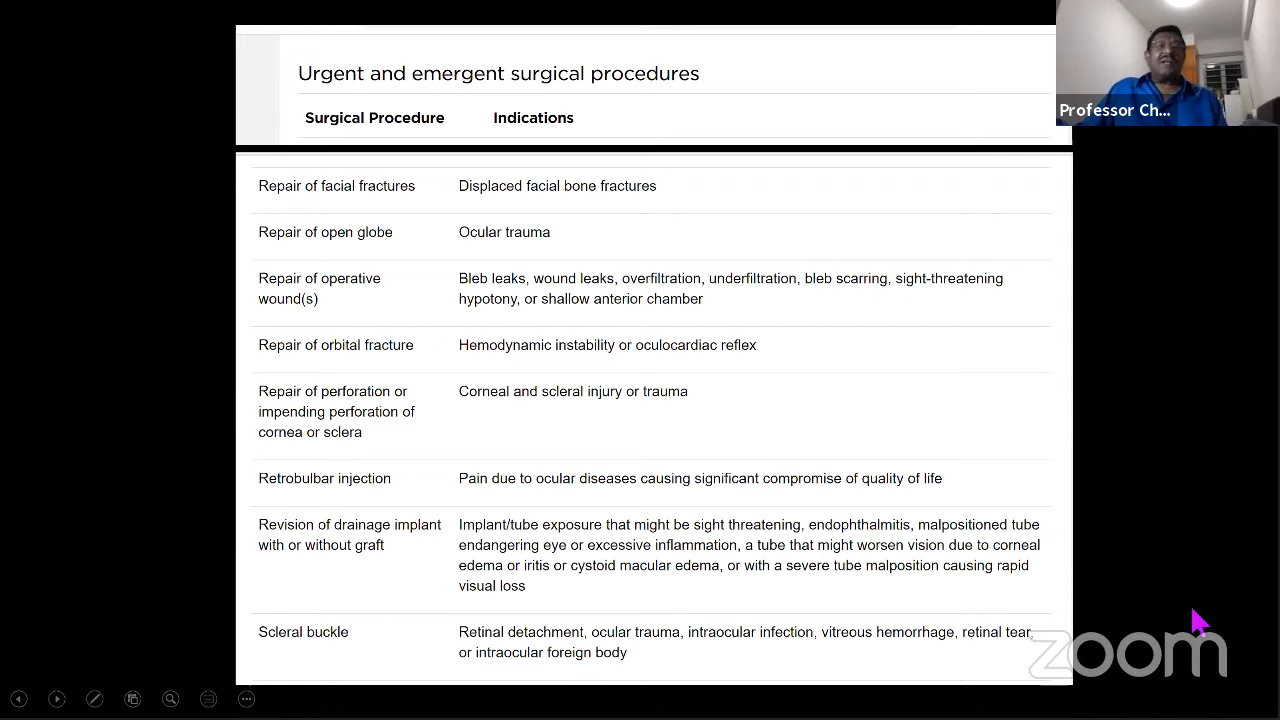 Urgent and emergent surgical procedures
Surgical Procedure Indications
Professor Ch...
Repair of facial fractures Displaced facial bone fractures
Repair of open globe Ocular trauma
Repair of operative Bleb leaks, wound leaks, overfiltration, underfiltration, bleb scarring, sight-threatening
wound(s) hypotony, or shallow anterior chamber
Repair of orbital fracture Hemodynamic instability or oculocardiac reflex
Repair of perforation or Corneal and scleral injury or trauma
impending perforation of
cornea or sclera
Retrobulbar injection Pain due to ocular diseases causing significant compromise of quality of life
Revision of drainage implant Implant/tube exposure that might be sight threatening, endophthalmitis, malpositioned tube
with or without graft endangering eye or excessive inflammation, a tube that might worsen vision due to corneal
edema or iritis or cystoid macular edema, or with a severe tube malposition causing rapid
visual loss
Scleral buckle Retinal detachment, ocular trauma, intraocular infection, vitreous hemorrhage, retinal tear,
or intraocular foreign body
zoom